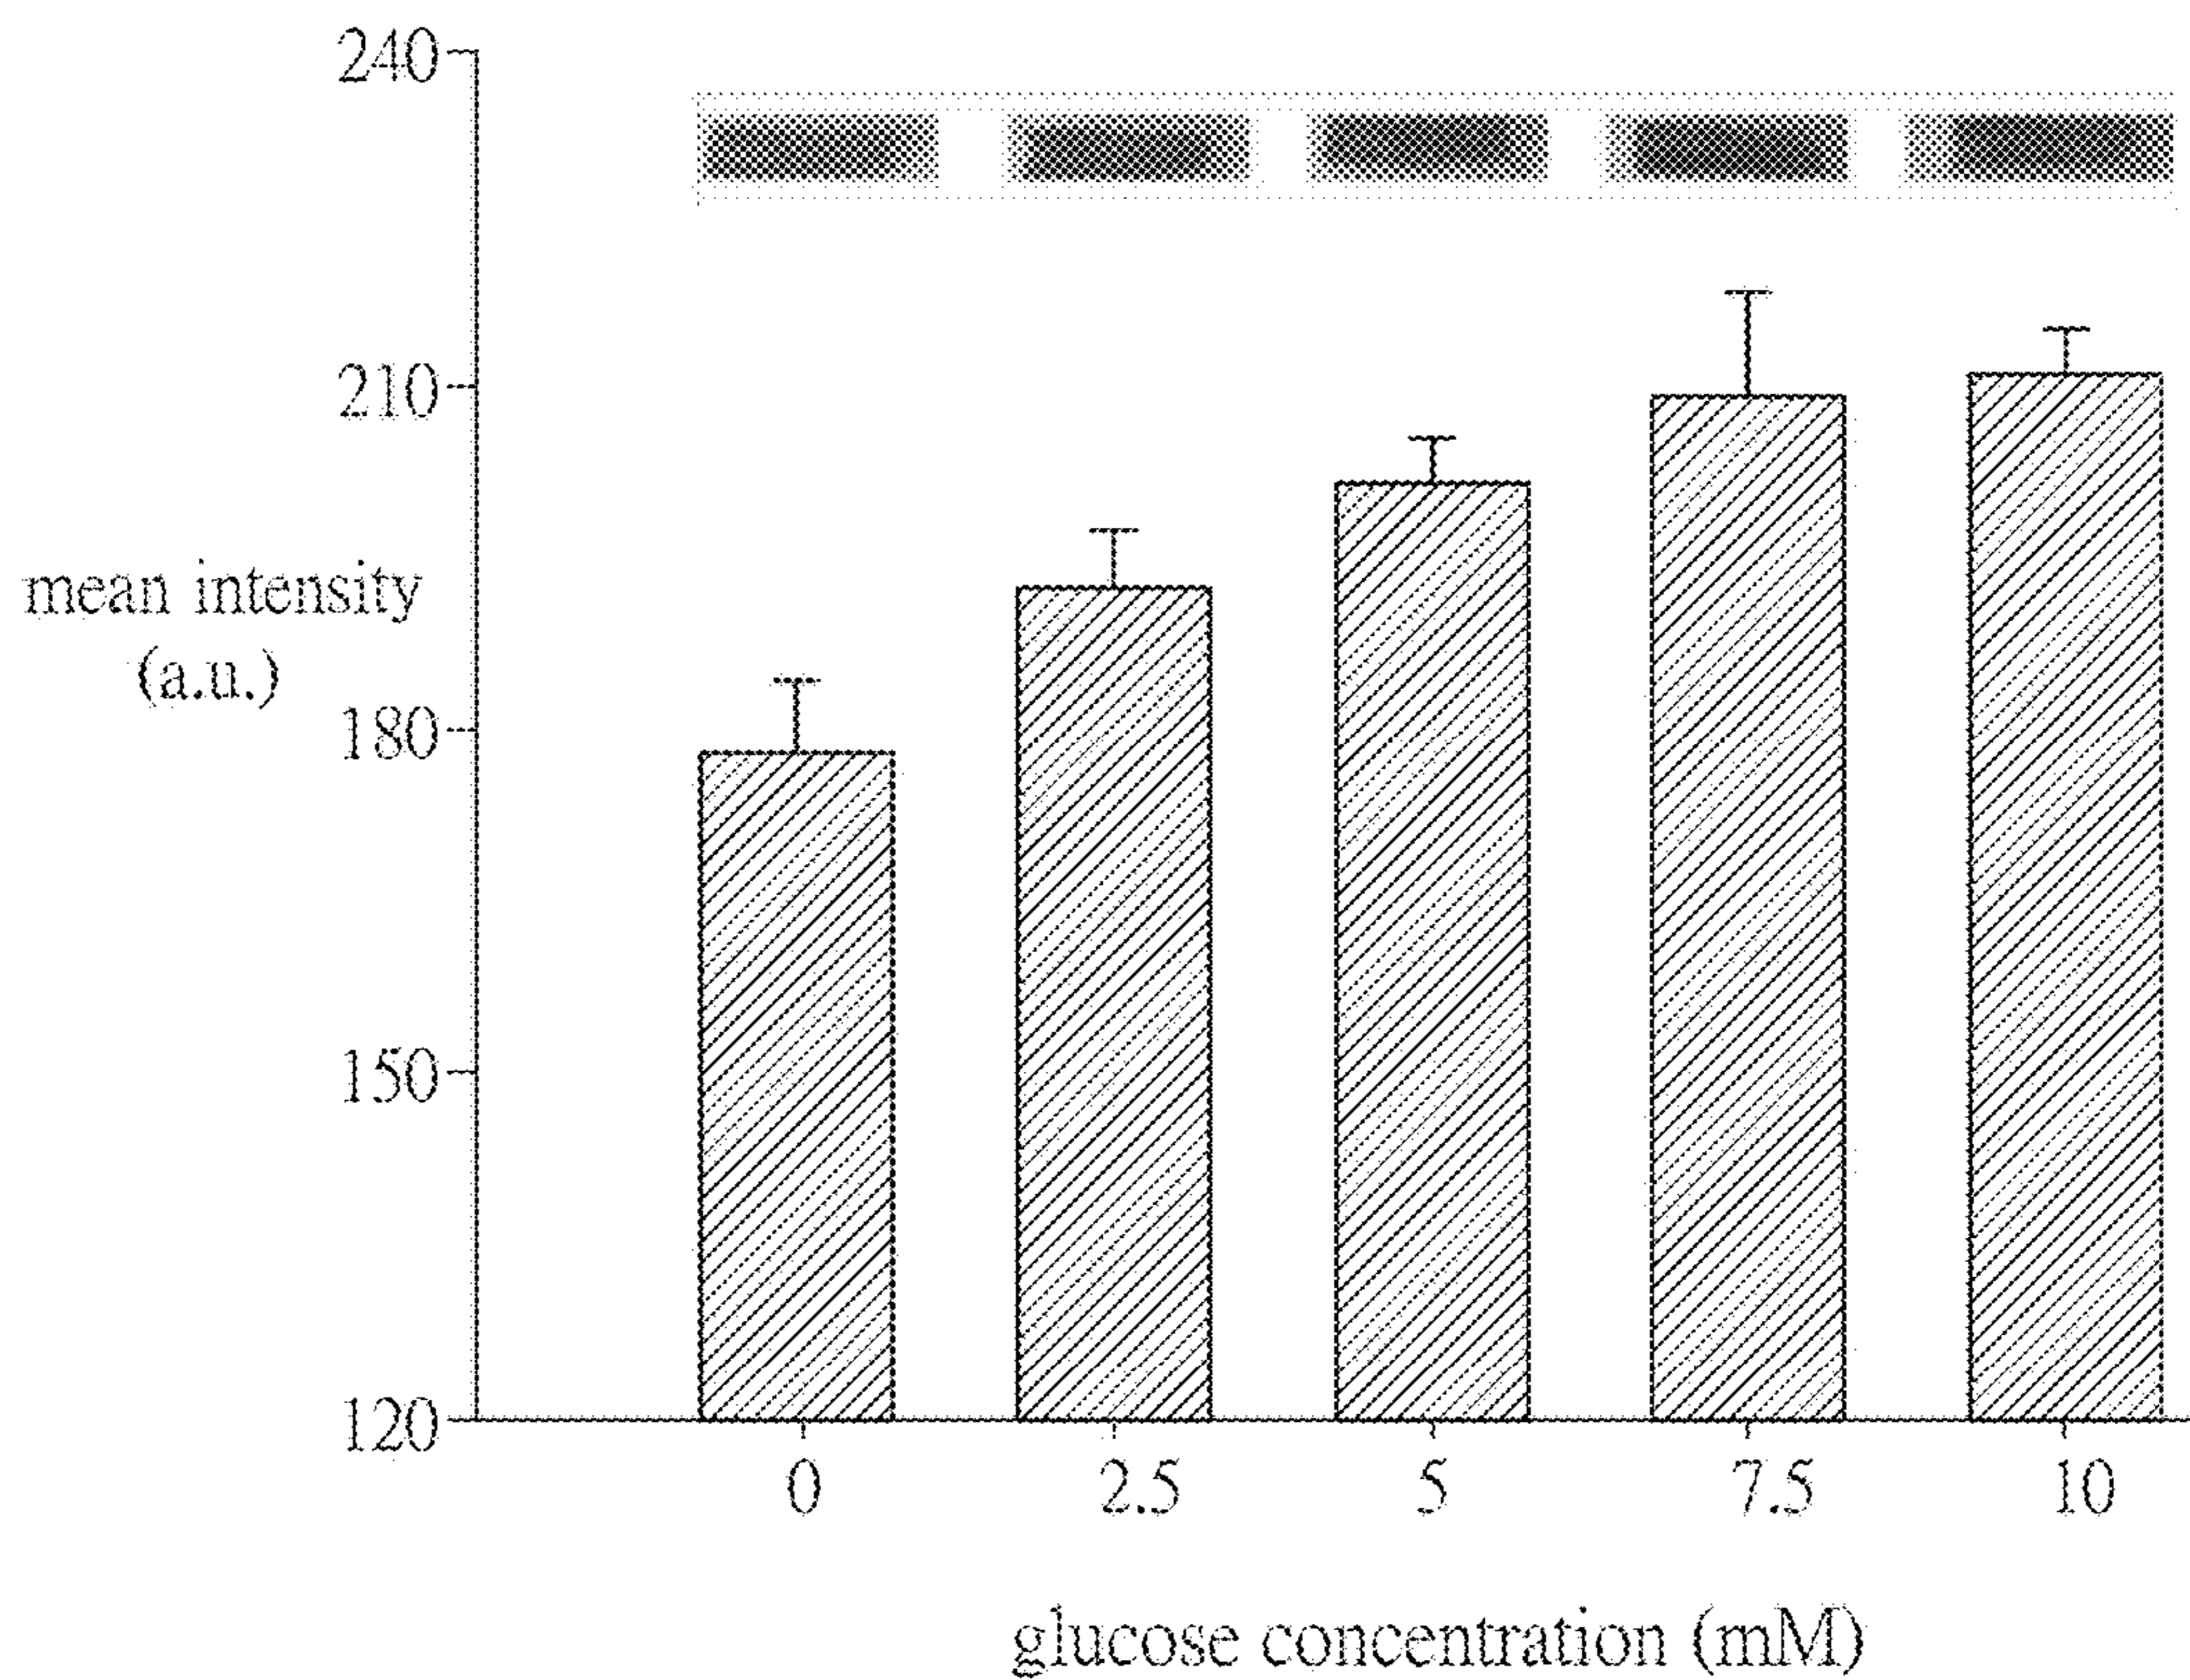 240
210
mean intensity
(a.u.)
180
150
120
0 2.5 5 7.5 10
glucose concentration (mM)